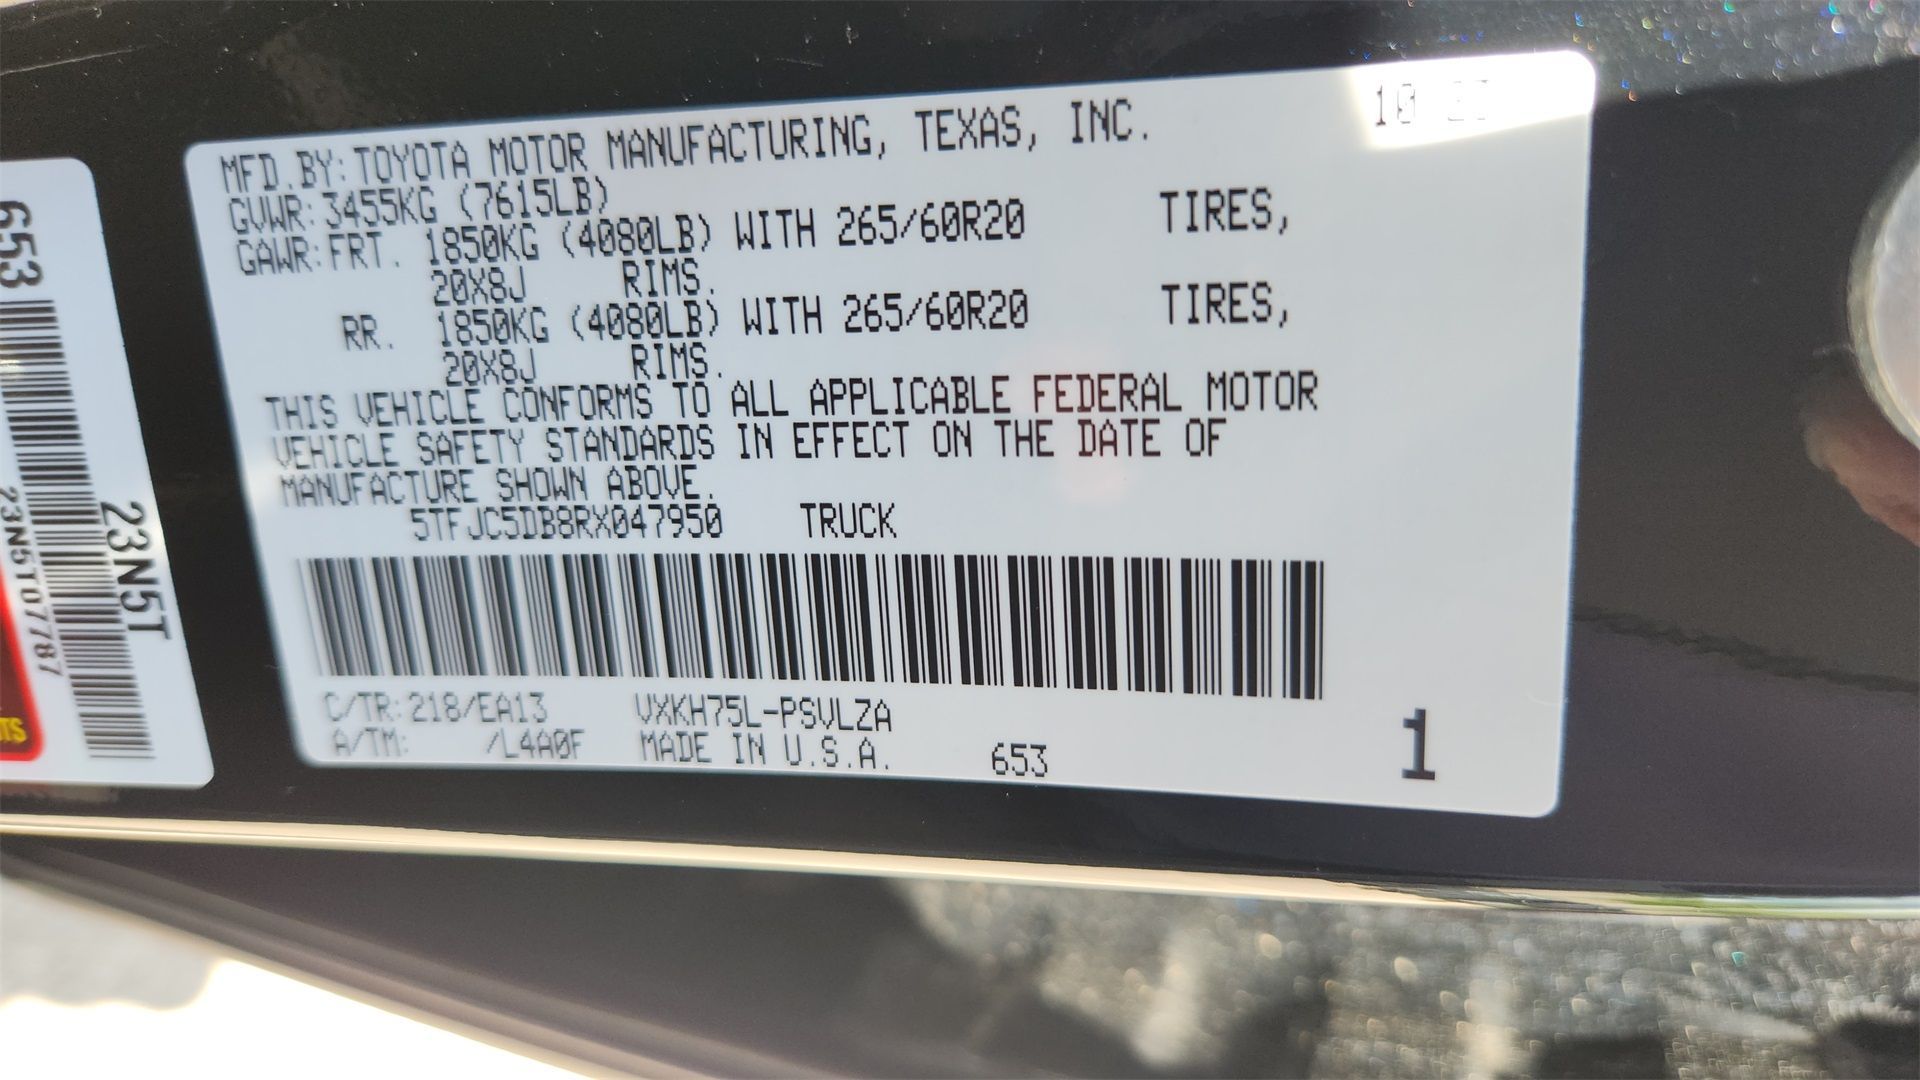 MFD.BY:TOYOTA MOTOR MANUFACTURING, TEXAS, INC.
10
GVWR:3455KG (7615LB)
GAWR:FRT. 1850KG (4080LB) WITH 265/60R20 TIRES,
20X8J RIMS.
RR. 1850KG (4080LB) WITH 265/60R20 TIRES,
20X8J RIMS.
THIS VEHICLE CONFORMS TO ALL APPLICABLE FEDERAL MOTOR
VEHICLE SAFETY STANDARDS IN EFFECT ON THE DATE OF
MANUFACTURE SHOWN ABOVE.
5TFJC5DB8RX047950 TRUCK
C/TR:218/EA13 VXKH75L-PSVLZA
A/TM: /L4A0F MADE IN U.S.A. 653
1
653
23N5T
23N5T07787